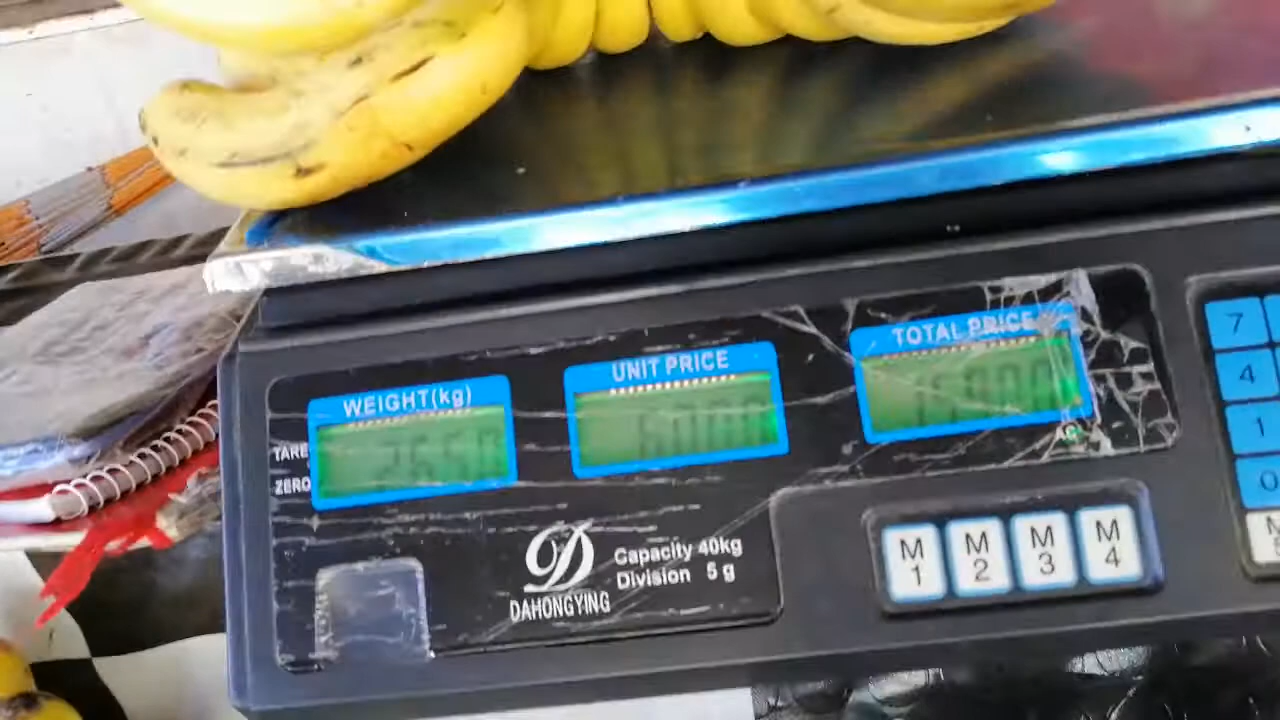 WEIGHT(kg)
UNIT PRICE
TOTAL PRICE
TARE
ZERO
AC
D
DAHONGYING
Capacity 40kg
Division 5 g
M
1
M
2
M
3
M
4
7
4
1
0
M